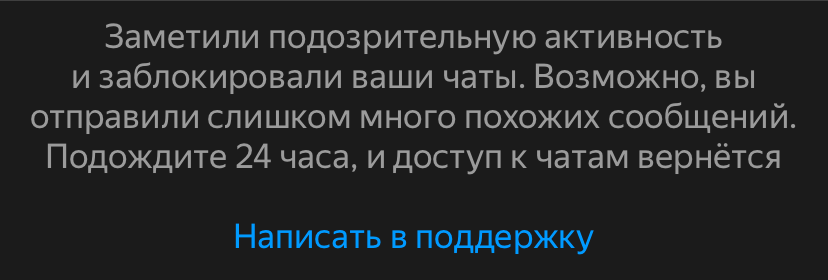 Заметили подозрительную активность
и заблокировали ваши чаты. Возможно, вы
отправили слишком много похожих сообщений.
Подождите 24 часа, и доступ к чатам вернётся
Написать в поддержку